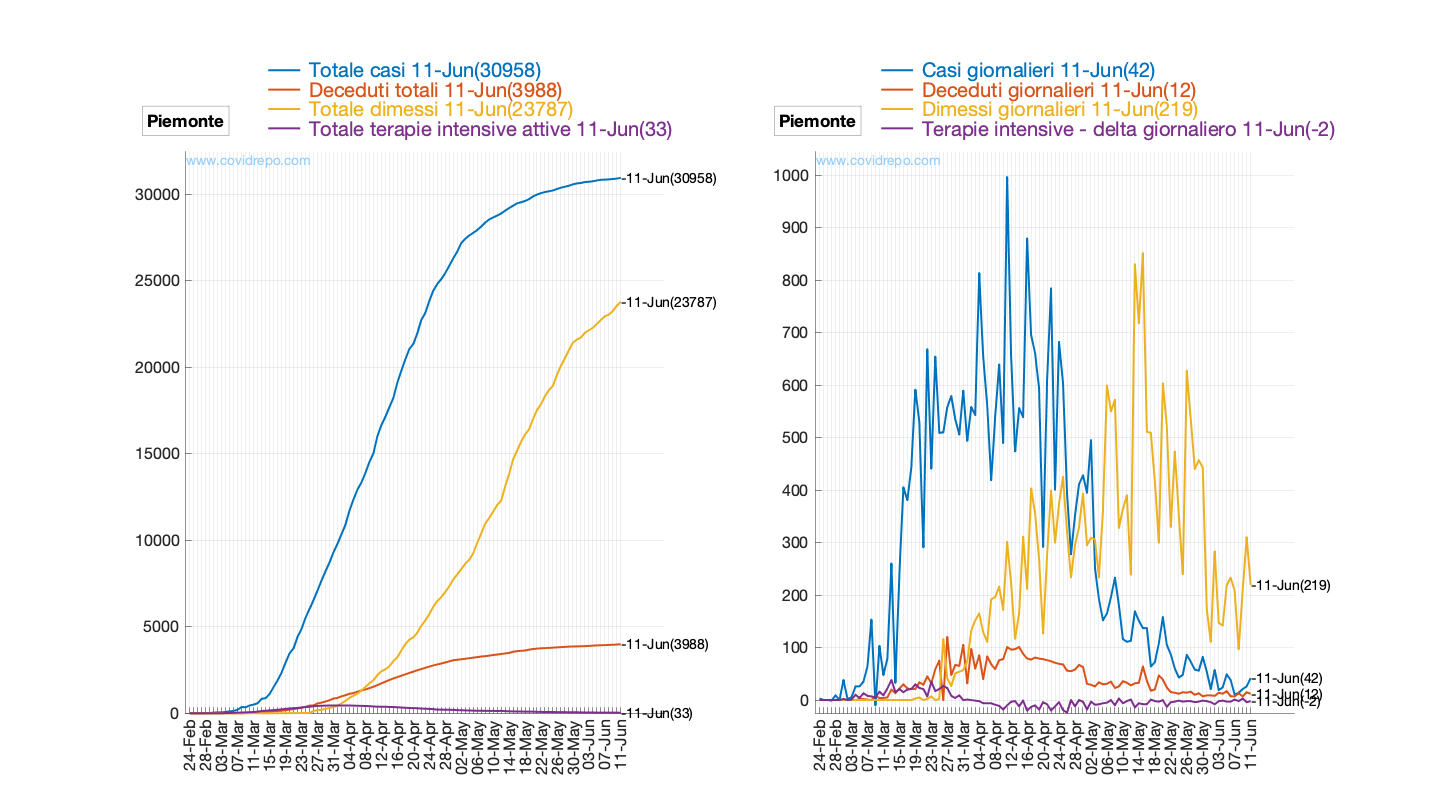 Totale casi 11-Jun(30958)
Deceduti totali 11-Jun(3988)
Totale dimessi 11-Jun(23787)
Totale terapie intensive attive 11-Jun(33)
Piemonte
www.covidrepo.com
30000
25000
20000
15000
10000
5000
0
-11-Jun(30958)
-11-Jun(23787)
-11-Jun(3988)
-11-Jun(33)
24-Feb
28-Feb
03-Mar
07-Mar
11-Mar
15-Mar
19-Mar
23-Mar
27-Mar
31-Mar
04-Apr
08-Apr
12-Apr
16-Apr
20-Apr
24-Apr
28-Apr
02-May
06-May
10-May
14-May
18-May
22-May
26-May
30-May
03-Jun
07-Jun
11-Jun
Casi giornalieri 11-Jun(42)
Deceduti giornalieri 11-Jun(12)
Dimessi giornalieri 11-Jun(219)
Terapie intensive - delta giornaliero 11-Jun(-2)
Piemonte
www.covidrepo.com
1000
900
800
700
600
500
400
300
200
100
0
-11-Jun(219)
-11-Jun(42)
-11-Jun(12)
-11-Jun(-2)
24-Feb
28-Feb
03-Mar
07-Mar
11-Mar
15-Mar
19-Mar
23-Mar
27-Mar
31-Mar
04-Apr
08-Apr
12-Apr
16-Apr
20-Apr
24-Apr
28-Apr
02-May
06-May
10-May
14-May
18-May
22-May
26-May
30-May
03-Jun
07-Jun
11-Jun